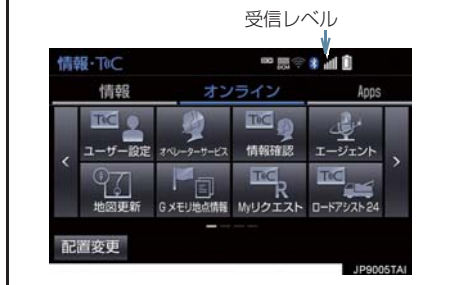 受信レベル
情報・T@C
情報 オンライン Apps
T@C T@C
ユーザー設定 オペレーターサービス 情報確認 エージェント
T@C T@C
地図更新 G メモリ地点情報 Myリクエスト ロードアシスト24
R
配置変更
JP9005TAI